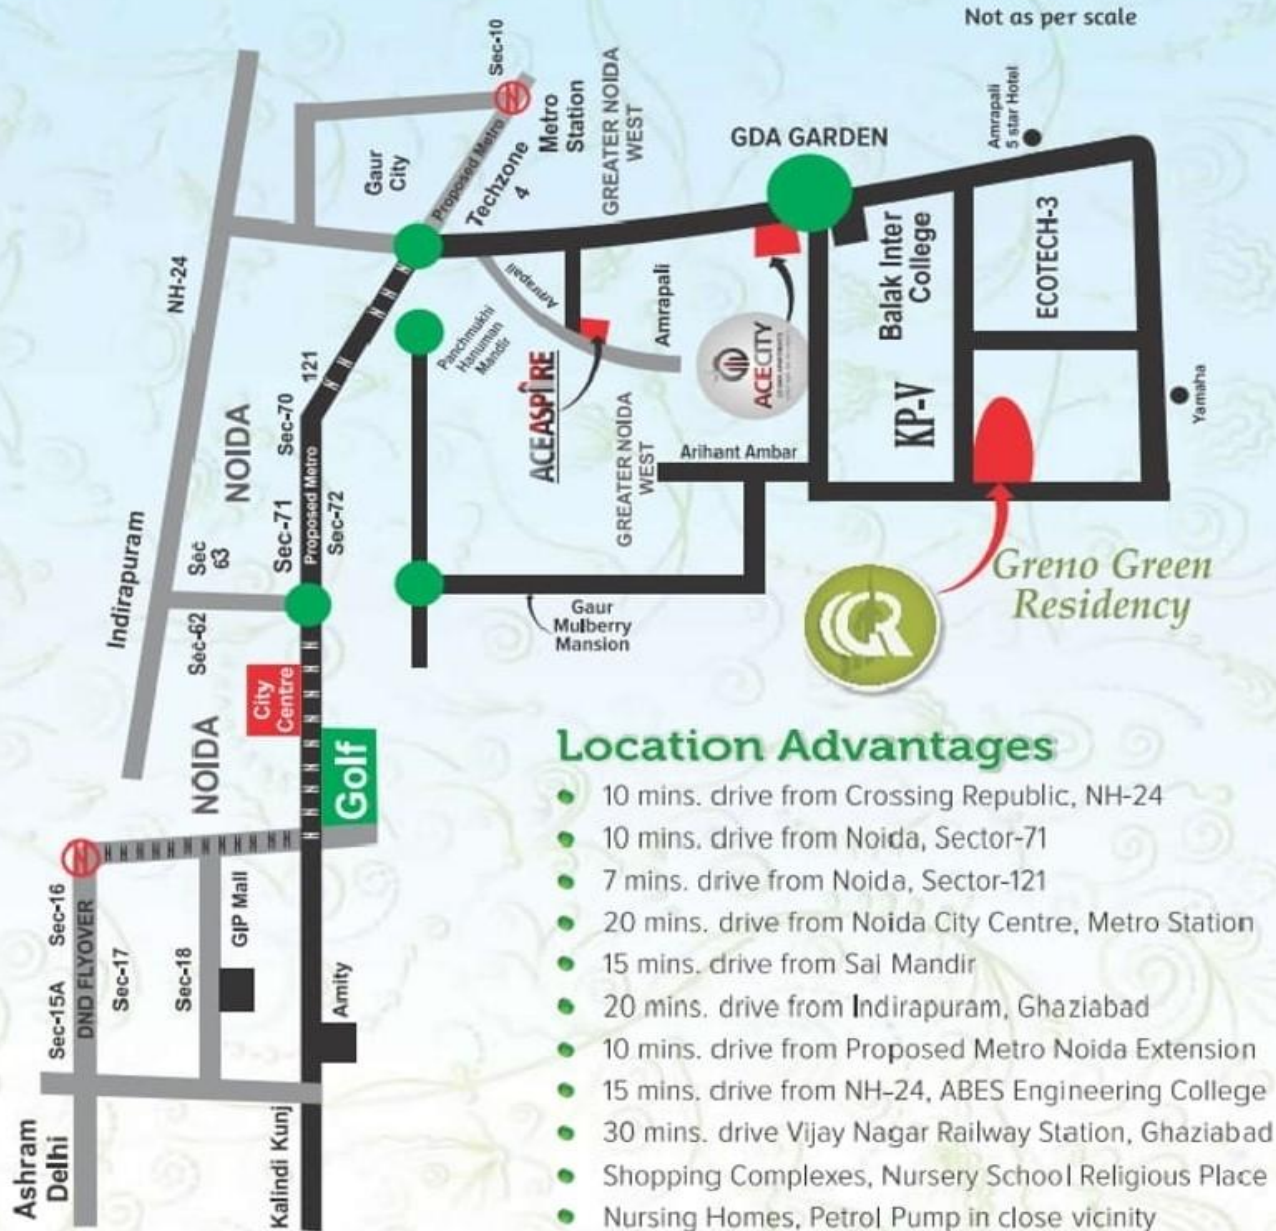 Not as per scale
Sec-10
Metro
Station
GREATER NOIDA
WEST
Proposed Metro
Techzone
4
Gaur
City
NH-24
GDA GARDEN
Amrapali
5 star Hotel
Balak Inter
College
ECOTECH-3
Amrapali
Amrapali
Panchmukhi
Hanuman
Mandir
ACEASPIRE
ACECITY
KP-V
Yamaha
121
Sec-70
NOIDA
Proposed Metro
Sec-71
Sec-72
Sec
63
Indirapuram
GREATER NOIDA
WEST
Arihant Ambar
Sec-62
City
Centre
NOIDA
Golf
Gaur
Mulberry
Mansion
GR
Greno Green
Residency
Sec-16
Sec-15A
DND FLYOVER
Sec-17
Sec-18
GIP Mall
Amity
Ashram
Delhi
Kalindi Kunj
Location Advantages
10 mins. drive from Crossing Republic, NH-24
10 mins. drive from Noida, Sector-71
7 mins. drive from Noida, Sector-121
20 mins. drive from Noida City Centre, Metro Station
15 mins. drive from Sai Mandir
20 mins. drive from Indirapuram, Ghaziabad
10 mins. drive from Proposed Metro Noida Extension
15 mins. drive from NH-24, ABES Engineering College
30 mins. drive Vijay Nagar Railway Station, Ghaziabad
Shopping Complexes, Nursery School Religious Place
Nursing Homes, Petrol Pump in close vicinity